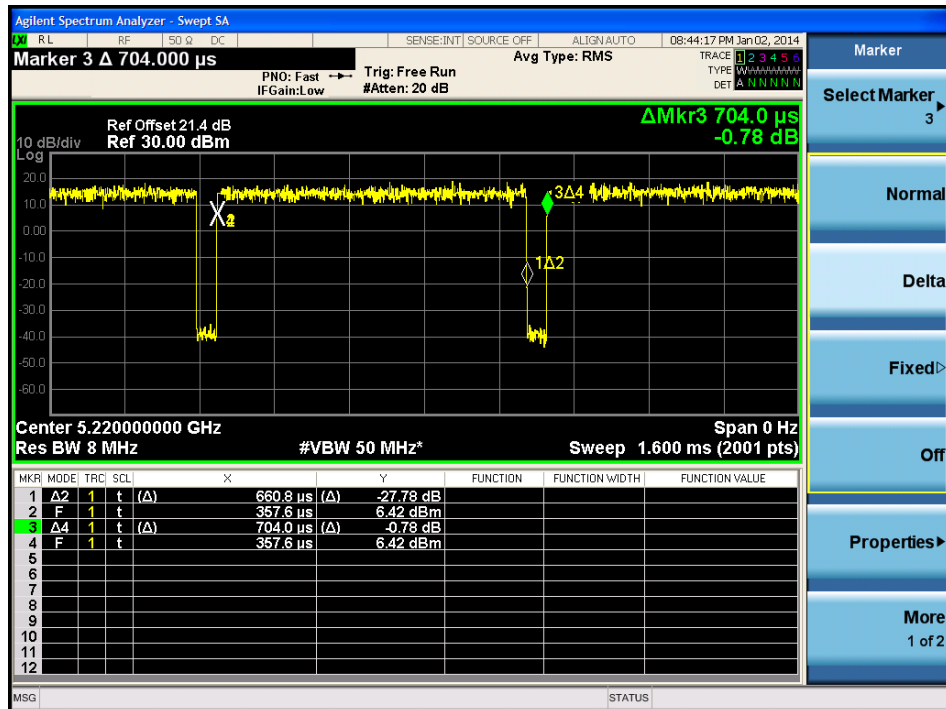 Agilent Spectrum Analyzer - Swept SA
LXI RL RF 50 Ω DC SENSE:INT SOURCE OFF ALIGN AUTO 08:44:17 PM Jan 02, 2014
Marker 3 Δ 704.000 µs
PNO: Fast
IFGain:Low
Trig: Free Run
#Atten: 20 dB
Avg Type: RMS
TRACE 1 2 3 4 5 6
TYPE WWWWWW
DET A N N N N N
ΔMkr3 704.0 µs
-0.78 dB
Ref Offset 21.4 dB
10 dB/div Ref 30.00 dBm
Log
20.0
10.0
0.00
-10.0
-20.0
-30.0
-40.0
-50.0
-60.0
3Δ4
1Δ2
Center 5.220000000 GHz Span 0 Hz
Res BW 8 MHz #VBW 50 MHz* Sweep 1.600 ms (2001 pts)
MKR MODE TRC SCL X Y FUNCTION FUNCTION WIDTH FUNCTION VALUE
1 Δ2 1 t (Δ) 660.8 µs (Δ) -27.78 dB
2 F 1 t 357.6 µs 6.42 dBm
3 Δ4 1 t (Δ) 704.0 µs (Δ) -0.78 dB
4 F 1 t 357.6 µs 6.42 dBm
5
6
7
8
9
10
11
12
MSG STATUS
Marker
Select Marker
3
Normal
Delta
Fixed
Off
Properties
More
1 of 2